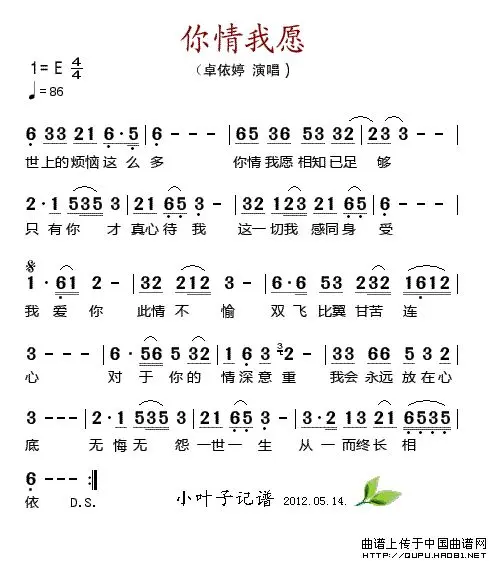 你情我愿
1= E 4/4
（卓依婷 演唱）
♩= 86
6 33 21 6·5 | 6 - - - | 65 36 53 32 | 23 3 - - |
世上的烦恼这么多 你情我愿相知已足够
2·1 535 3 | 21 65 3 - | 32 123 21 65 | 6 - - - |
只有你才真心待我 这一切我感同身受
1·61 2 - | 32 212 3 - | 6·6 53 232 1612 |
我爱你 此情不愉 双飞比翼甘苦连
3 - - - | 6·56 5 32 | 1 6 3 3 2 - | 33 66 5 3 2 |
心 对于你的情深意重 我会永远放在心
3 - - - | 2·1 535 3 | 21 65 3 - | 3·2 13 21 6535 |
底 无悔无怨一世一生 从一而终长相
6 - - - :||
依 D.S.
小叶子记谱 2012.05.14.
曲谱上传于中国曲谱网
http://QUPU.HAO81.NET